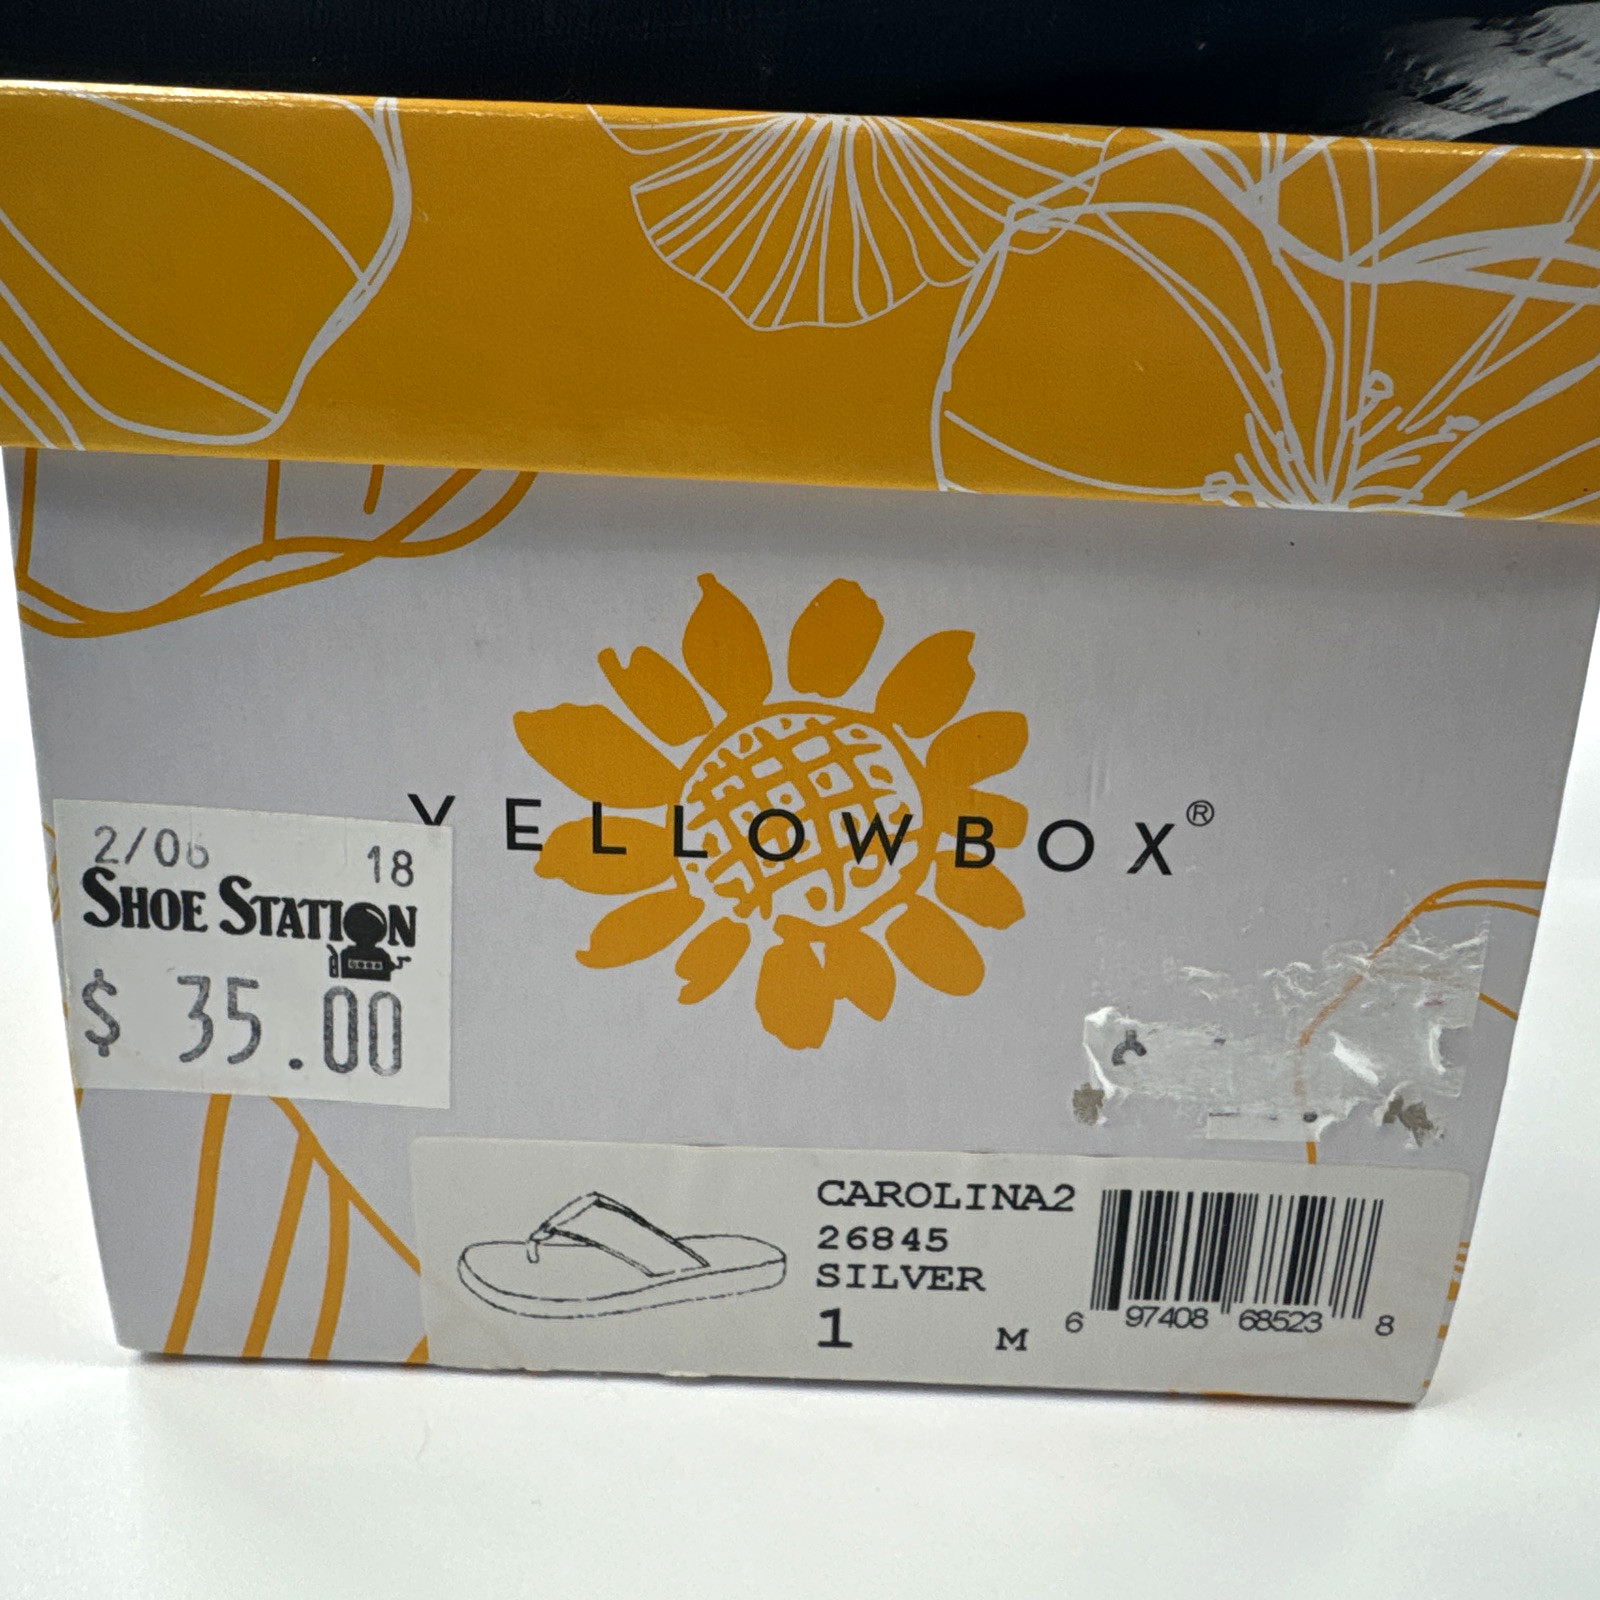 YELLOWBOX®
2/06 18
SHOE STATION
$ 35.00
CAROLINA2
26845
SILVER
1 M
6 97408 68523 8